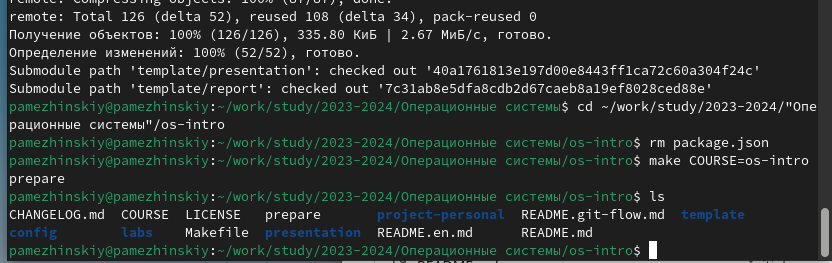 remote: Compressing objects: 100% (87/87), done.
remote: Total 126 (delta 52), reused 108 (delta 34), pack-reused 0
Получение объектов: 100% (126/126), 335.80 КиБ | 2.67 МиБ/с, готово.
Определение изменений: 100% (52/52), готово.
Submodule path 'template/presentation': checked out '40a1761813e197d00e8443ff1ca72c60a304f24c'
Submodule path 'template/report': checked out '7c31ab8e5dfa8cdb2d67caeb8a19ef8028ced88e'
pamezhinskiy@pamezhinskiy:~/work/study/2023-2024/Операционные системы$ cd ~/work/study/2023-2024/"Опе
рационные системы"/os-intro
pamezhinskiy@pamezhinskiy:~/work/study/2023-2024/Операционные системы/os-intro$ rm package.json
pamezhinskiy@pamezhinskiy:~/work/study/2023-2024/Операционные системы/os-intro$ make COURSE=os-intro
prepare
pamezhinskiy@pamezhinskiy:~/work/study/2023-2024/Операционные системы/os-intro$ ls
CHANGELOG.md COURSE LICENSE prepare project-personal README.git-flow.md template
config labs Makefile presentation README.en.md README.md
pamezhinskiy@pamezhinskiy:~/work/study/2023-2024/Операционные системы/os-intro$